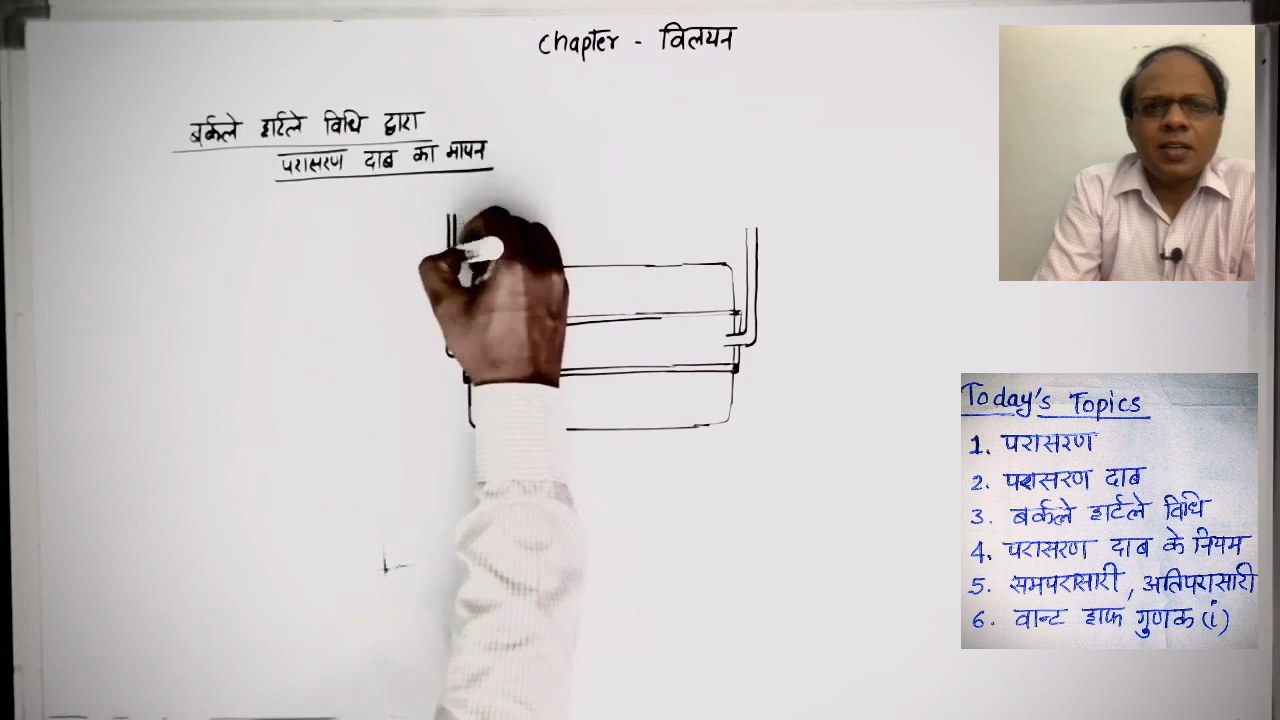 Chapter - विलयन
बर्कले हार्टले विधि द्वारा
परासरण दाब का मापन
Today's Topics
1. परासरण
2. परासरण दाब
3. बर्कले हार्टले विधि
4. परासरण दाब के नियम
5. समपरासारी, अतिपरासारी
6. वान्ट हाफ गुणक (i)